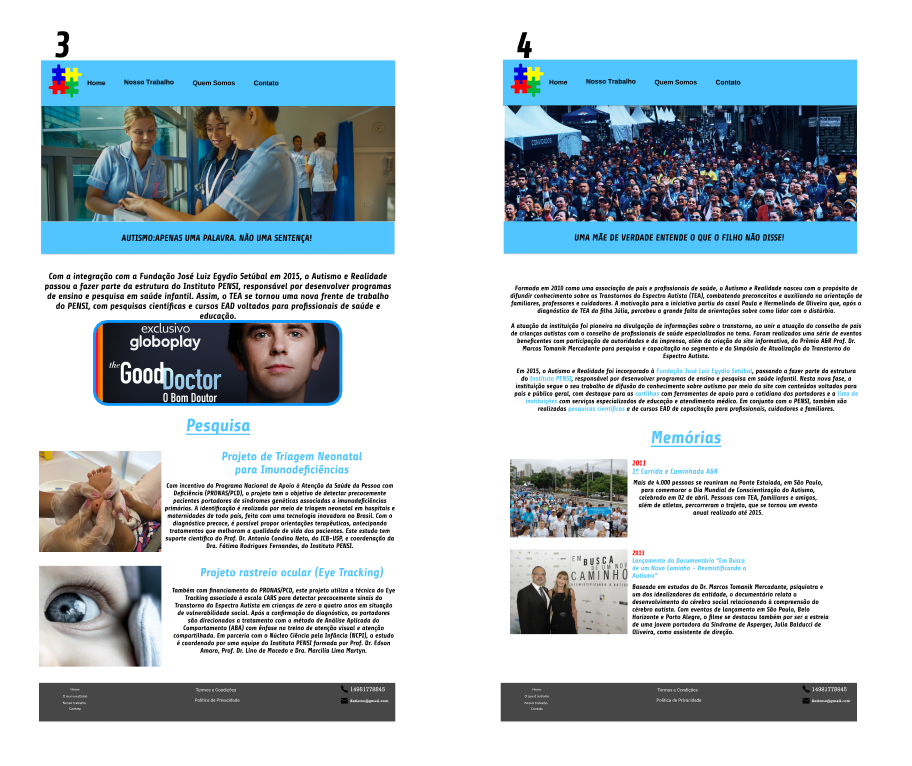 3
Home
Nosso Trabalho
Quem Somos
Contato
AUTISMO:APENAS UMA PALAVRA. NÃO UMA SENTENÇA!
Com a integração com a Fundação José Luiz Egydio Setúbal em 2015, o Autismo e Realidade
passou a fazer parte da estrutura do Instituto PENSI, responsável por desenvolver programas
de ensino e pesquisa em saúde infantil. Assim, o TEA se tornou uma nova frente de trabalho
do PENSI, com pesquisas científicas e cursos EAD voltados para profissionais de saúde e
educação.
exclusivo
globoplay
the Good Doctor
O Bom Doutor
Pesquisa
Projeto de Triagem Neonatal
para Imunodeficiências
Com incentivo do Programa Nacional de Apoio à Atenção da Saúde da Pessoa com
Deficiência (PRONAS/PCD), o projeto tem o objetivo de detectar precocemente
pacientes portadores de síndromes genéticas associadas a imunodeficiências
primárias. A identificação é realizada por meio de triagem neonatal em hospitais e
maternidades de todo país, feita com uma tecnologia inovadora no Brasil. Com o
diagnóstico precoce, é possível propor orientações terapêuticas, antecipando
tratamentos que melhoram a qualidade de vida dos pacientes. Este estudo tem
suporte científico do Prof. Dr. Antonio Condino Neto, do ICB-USP, e coordenação da
Dra. Fátima Rodrigues Fernandes, do Instituto PENSI.
Projeto rastreio ocular (Eye Tracking)
Também com financiamento do PRONAS/PCD, este projeto utiliza a técnica do Eye
Tracking associada à escala CARS para detectar precocemente sinais do
Transtorno do Espectro Autista em crianças de zero a quatro anos em situação
de vulnerabilidade social. Após a confirmação da diagnóstico, os portadores
são direcionados a tratamento com o método de Análise Aplicada do
Comportamento (ABA) com ênfase no treino de atenção visual e atenção
compartilhada. Em parceria com o Núcleo Ciência pela Infância (NCPI), o estudo
é coordenado por uma equipe do Instituto PENSI formada por Prof. Dr. Edson
Amaro, Prof. Dr. Lino de Macedo e Dra. Marcília Lima Martyn.
Home
O que é autismo
Nosso trabalho
Contato
Termos e Condições
Política de Privacidade
14981778845
4
Home
Nosso Trabalho
Quem Somos
Contato
UMA MÃE DE VERDADE ENTENDE O QUE O FILHO NÃO DISSE!
Formada em 2010 como uma associação de pais e profissionais de saúde, o Autismo e Realidade nasceu com o propósito de
difundir conhecimento sobre os Transtornos do Espectro Autista (TEA), combatendo preconceitos e auxiliando na orientação de
familiares, professores e cuidadores. A motivação para a iniciativa partiu do casal Paula e Hermelindo de Oliveira que, após o
diagnóstico de TEA da filha Júlia, percebeu a grande falta de orientações sobre como lidar com o distúrbio.
A atuação da instituição foi pioneira na divulgação de informações sobre o transtorno, ao unir a atuação do conselho de pais
de crianças autistas com o conselho de profissionais de saúde especializados no tema. Foram realizadas uma série de eventos
beneficentes com participação de autoridades e da imprensa, além da criação do site informativo, do Prêmio A&R Prof. Dr.
Marcos Tomanik Mercadante para pesquisa e capacitação no segmento e do Simpósio de Atualização do Transtorno do
Espectro Autista.
Em 2015, o Autismo e Realidade foi incorporado à Fundação José Luiz Egydio Setúbal, passando a fazer parte da estrutura
do Instituto PENSI, responsável por desenvolver programas de ensino e pesquisa em saúde infantil. Nesta nova fase, a
instituição segue o seu trabalho de difusão do conhecimento sobre autismo por meio do site com conteúdos voltados para
pais e público geral, com destaque para as cartilhas com ferramentas de apoio para o cotidiano dos portadores e a lista de
instituições com serviços especializados de educação e atendimento médico. Em conjunto com o PENSI, também são
realizadas pesquisas científicas e de cursos EAD de capacitação para profissionais, cuidadores e familiares.
Memórias
2011
1ª Corrida e Caminhada A&R
Mais de 4.000 pessoas se reuniram na Ponte Estaiada, em São Paulo,
para comemorar o Dia Mundial de Conscientização do Autismo,
celebrado em 02 de abril. Pessoas com TEA, familiares e amigos,
além de atletas, percorreram o trajeto, que se tornou um evento
anual realizado até 2015.
EM BUSCA
DE UM NOVO
CAMINHO
2013
Lançamento do Documentário "Em Busca
de um Novo Caminho – Desmistificando o
Autismo"
Baseado em estudos do Dr. Marcos Tomanik Mercadante, psiquiatra e
um dos idealizadores da entidade, o documentário relata o
desenvolvimento do cérebro social relacionando à compreensão do
cérebro autista. Com eventos de lançamento em São Paulo, Belo
Horizonte e Porto Alegre, o filme se destacou também por ser a estreia
de uma jovem portadora da Síndrome de Asperger, Julia Balducci de
Oliveira, como assistente de direção.
Home
O que é autismo
Nosso trabalho
Contato
Termos e Condições
Política de Privacidade
14981778845